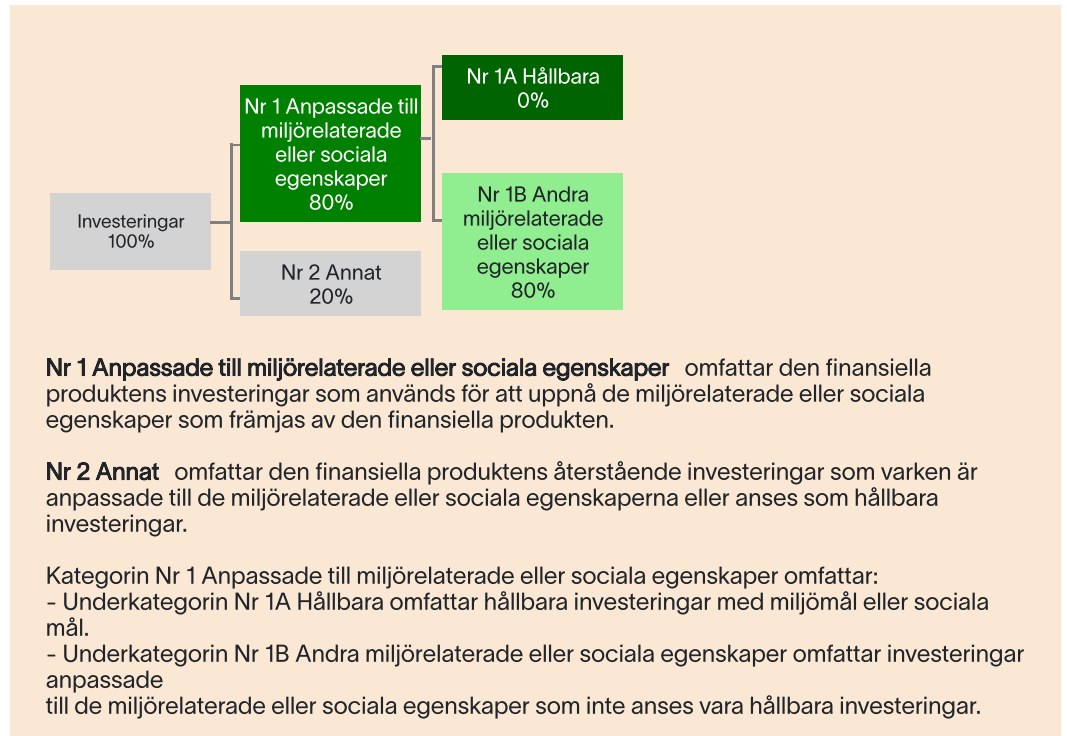 Investeringar
100%
Nr 1 Anpassade till
miljörelaterade
eller sociala
egenskaper
80%
Nr 2 Annat
20%
Nr 1A Hållbara
0%
Nr 1B Andra
miljörelaterade
eller sociala
egenskaper
80%
Nr 1 Anpassade till miljörelaterade eller sociala egenskaper omfattar den finansiella
produktens investeringar som används för att uppnå de miljörelaterade eller sociala
egenskaper som främjas av den finansiella produkten.
Nr 2 Annat omfattar den finansiella produktens återstående investeringar som varken är
anpassade till de miljörelaterade eller sociala egenskaperna eller anses som hållbara
investeringar.
Kategorin Nr 1 Anpassade till miljörelaterade eller sociala egenskaper omfattar:
- Underkategorin Nr 1A Hållbara omfattar hållbara investeringar med miljömål eller sociala
mål.
- Underkategorin Nr 1B Andra miljörelaterade eller sociala egenskaper omfattar investeringar
anpassade
till de miljörelaterade eller sociala egenskaper som inte anses vara hållbara investeringar.